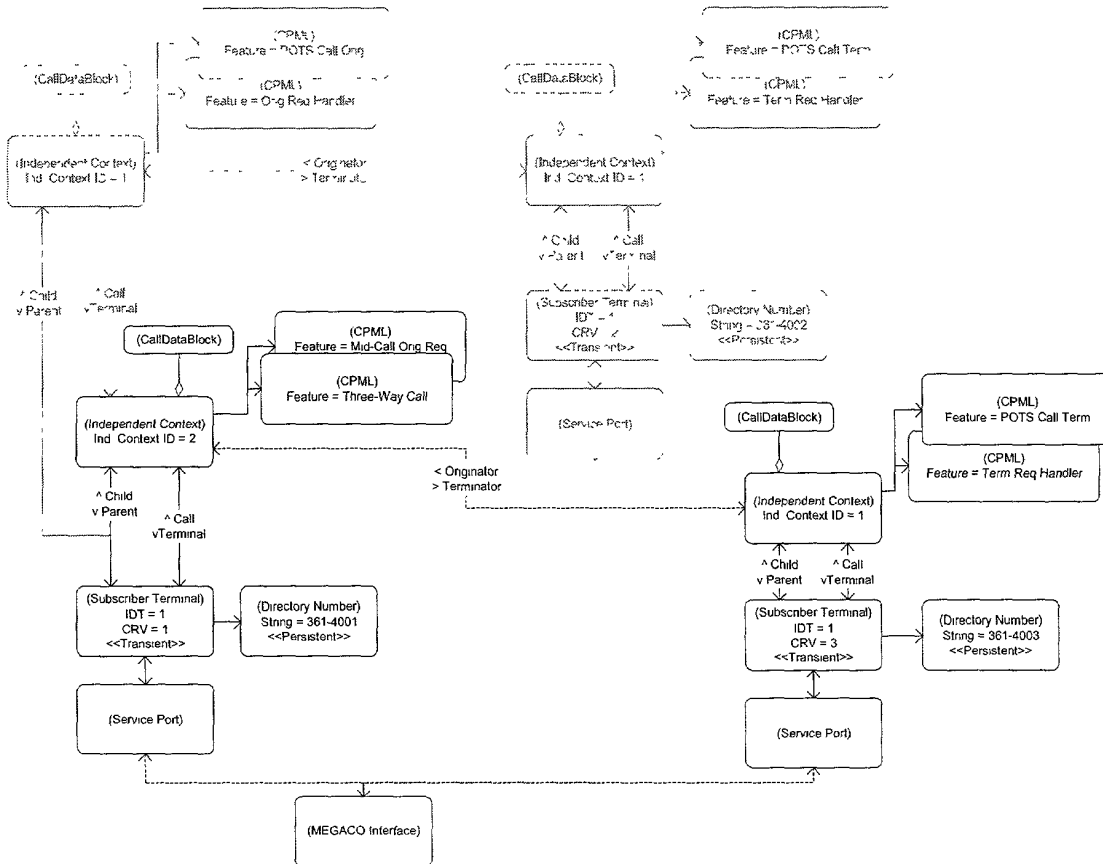 (CPML)
Feature = POTS Call Orig
(CPML)
Feature = Orig Req Handler
(CallDataBlock)
(Independent Context)
Ind Context ID = 1
< Originator
> Terminator
^ Child
v Parent
^ Call
vTerminal
(CPML)
Feature = POTS Call Term
(CPML)
Feature = Term Req Handler
(CallDataBlock)
(Independent Context)
Ind Context ID = 1
^ Child
v Parent
^ Call
vTerminal
(Subscriber Terminal)
CRV = 2
<<Transient>>
(Directory Number)
String = 361-4002
<<Persistent>>
(Service Port)
(CallDataBlock)
(CPML)
Feature = Mid-Call Orig Req
(CPML)
Feature = Three-Way Call
(Independent Context)
Ind Context ID = 2
< Originator
> Terminator
^ Child
v Parent
^ Call
vTerminal
(Subscriber Terminal)
IDT = 1
CRV = 1
<<Transient>>
(Directory Number)
String = 361-4001
<<Persistent>>
(Service Port)
(CallDataBlock)
(CPML)
Feature = POTS Call Term
(CPML)
Feature = Term Req Handler
(Independent Context)
Ind Context ID = 1
^ Child
v Parent
^ Call
vTerminal
(Subscriber Terminal)
IDT = 1
CRV = 3
<<Transient>>
(Directory Number)
String = 361-4003
<<Persistent>>
(Service Port)
(MEGACO Interface)